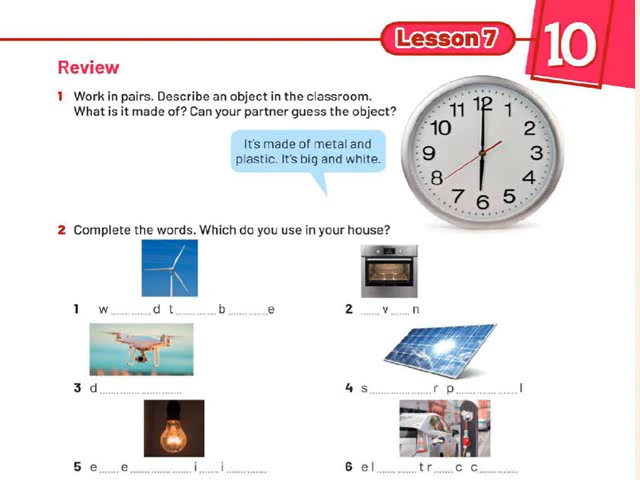 Lesson 7
10
Review
1 Work in pairs. Describe an object in the classroom.
What is it made of? Can your partner guess the object?
It's made of metal and
plastic. It's big and white.
12
1
2
3
4
5
6
7
8
9
10
11
2 Complete the words. Which do you use in your house?
1 w...... ......d t...... ......b......  ......e
2 ......v......n
3 d...... ...... ...... ......
4 s...... ...... ......r p...... ...... ......l
5 e......e...... ...... ......i......i...... ......
6 el...... ......tr......c c...... ......